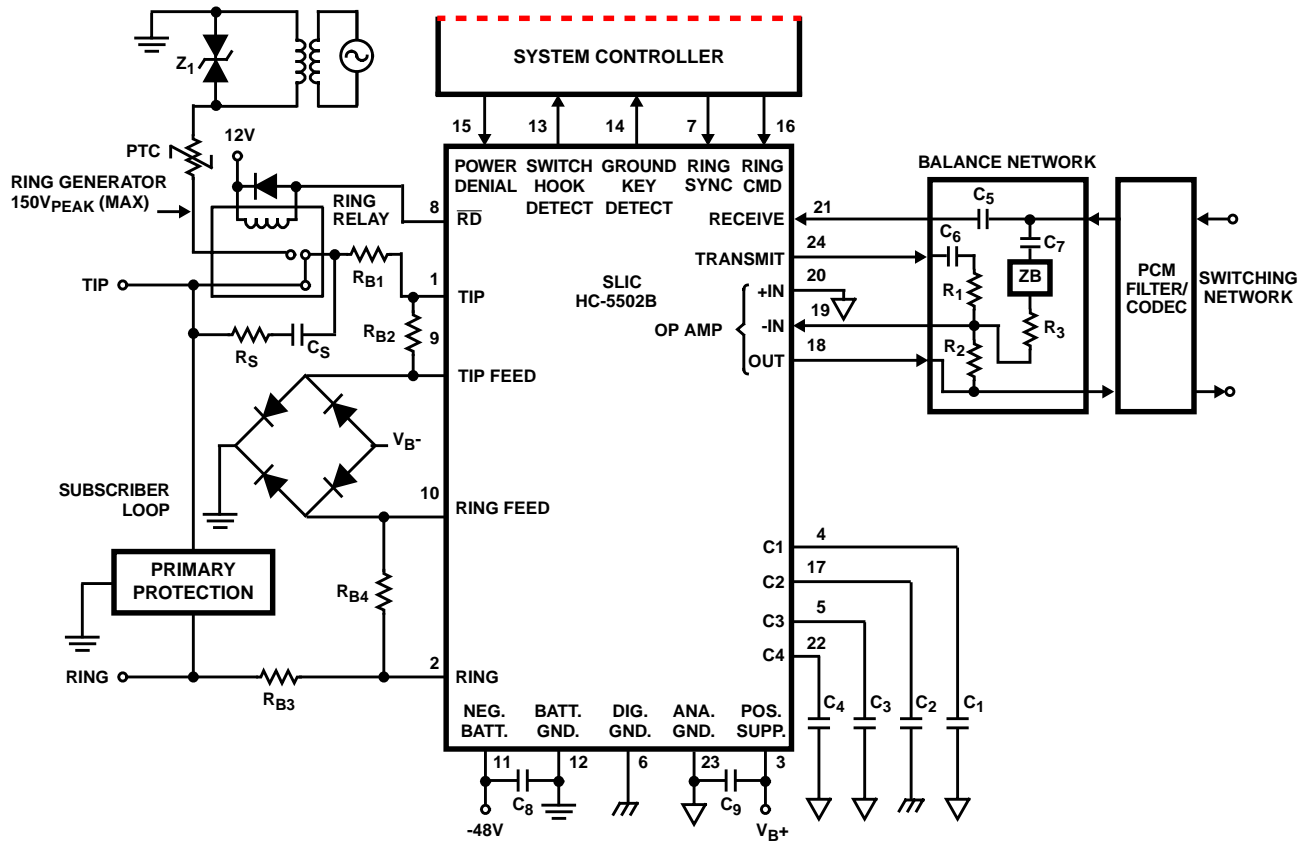 SYSTEM CONTROLLER
Z1
15
13
14
7
16
12V
PTC
RING GENERATOR
150VPEAK (MAX)
RING
RELAY
8
POWER
DENIAL
SWITCH
HOOK
DETECT
GROUND
KEY
DETECT
RING
SYNC
RING
CMD
RD
RECEIVE
21
TRANSMIT
24
SLIC
HC-5502B
+IN
20
OP AMP
-IN
19
OUT
18
BALANCE NETWORK
C5
C6
C7
ZB
R1
R2
R3
PCM
FILTER/
CODEC
SWITCHING
NETWORK
TIP
RB1
1
TIP
RS
CS
RB2
9
TIP FEED
VB-
10
RING FEED
SUBSCRIBER
LOOP
PRIMARY
PROTECTION
RB4
RING
RB3
2
RING
C1
4
C2
17
C3
5
C4
22
C4
C3
C2
C1
NEG.
BATT.
BATT.
GND.
DIG.
GND.
ANA.
GND.
POS.
SUPP.
11
12
6
23
3
C8
C9
-48V
VB+